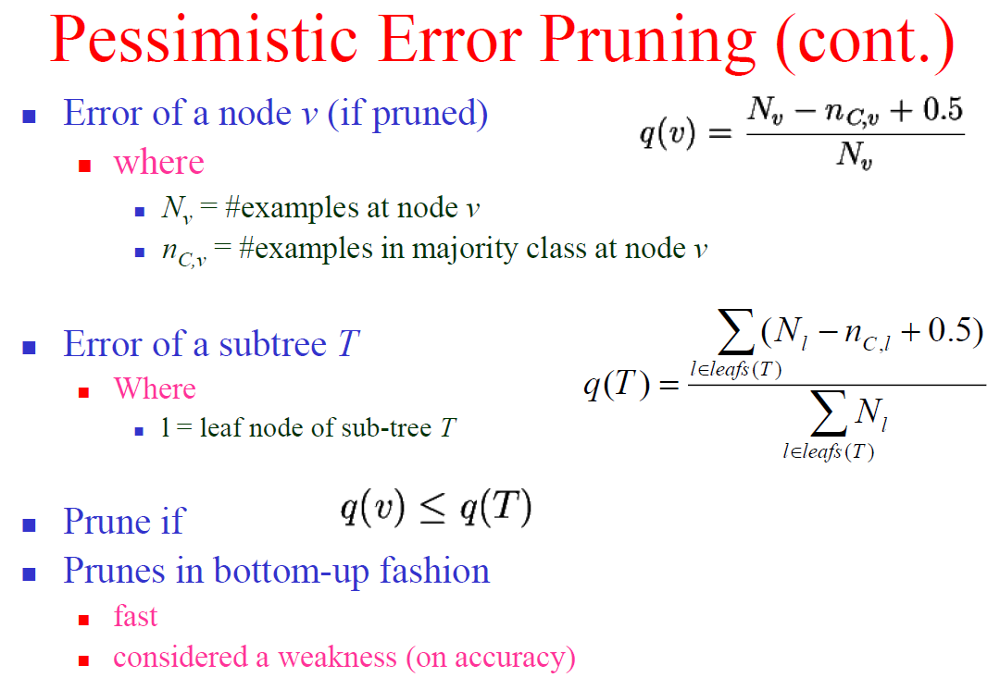 Pessimistic Error Pruning (cont.)
■ Error of a node v (if pruned)
q(v) = \frac{N_v − n_{C,v} + 0.5}{N_v}
■ where
■ N_v = #examples at node v
■ n_{C,v} = #examples in majority class at node v
■ Error of a subtree T
q(T) = \frac{\sum_{l∈leafs(T)} (N_l − n_{C,l} + 0.5)}{\sum_{l∈leafs(T)} N_l}
■ Where
■ l = leaf node of sub-tree T
■ Prune if q(v) ≤ q(T)
■ Prunes in bottom-up fashion
■ fast
■ considered a weakness (on accuracy)